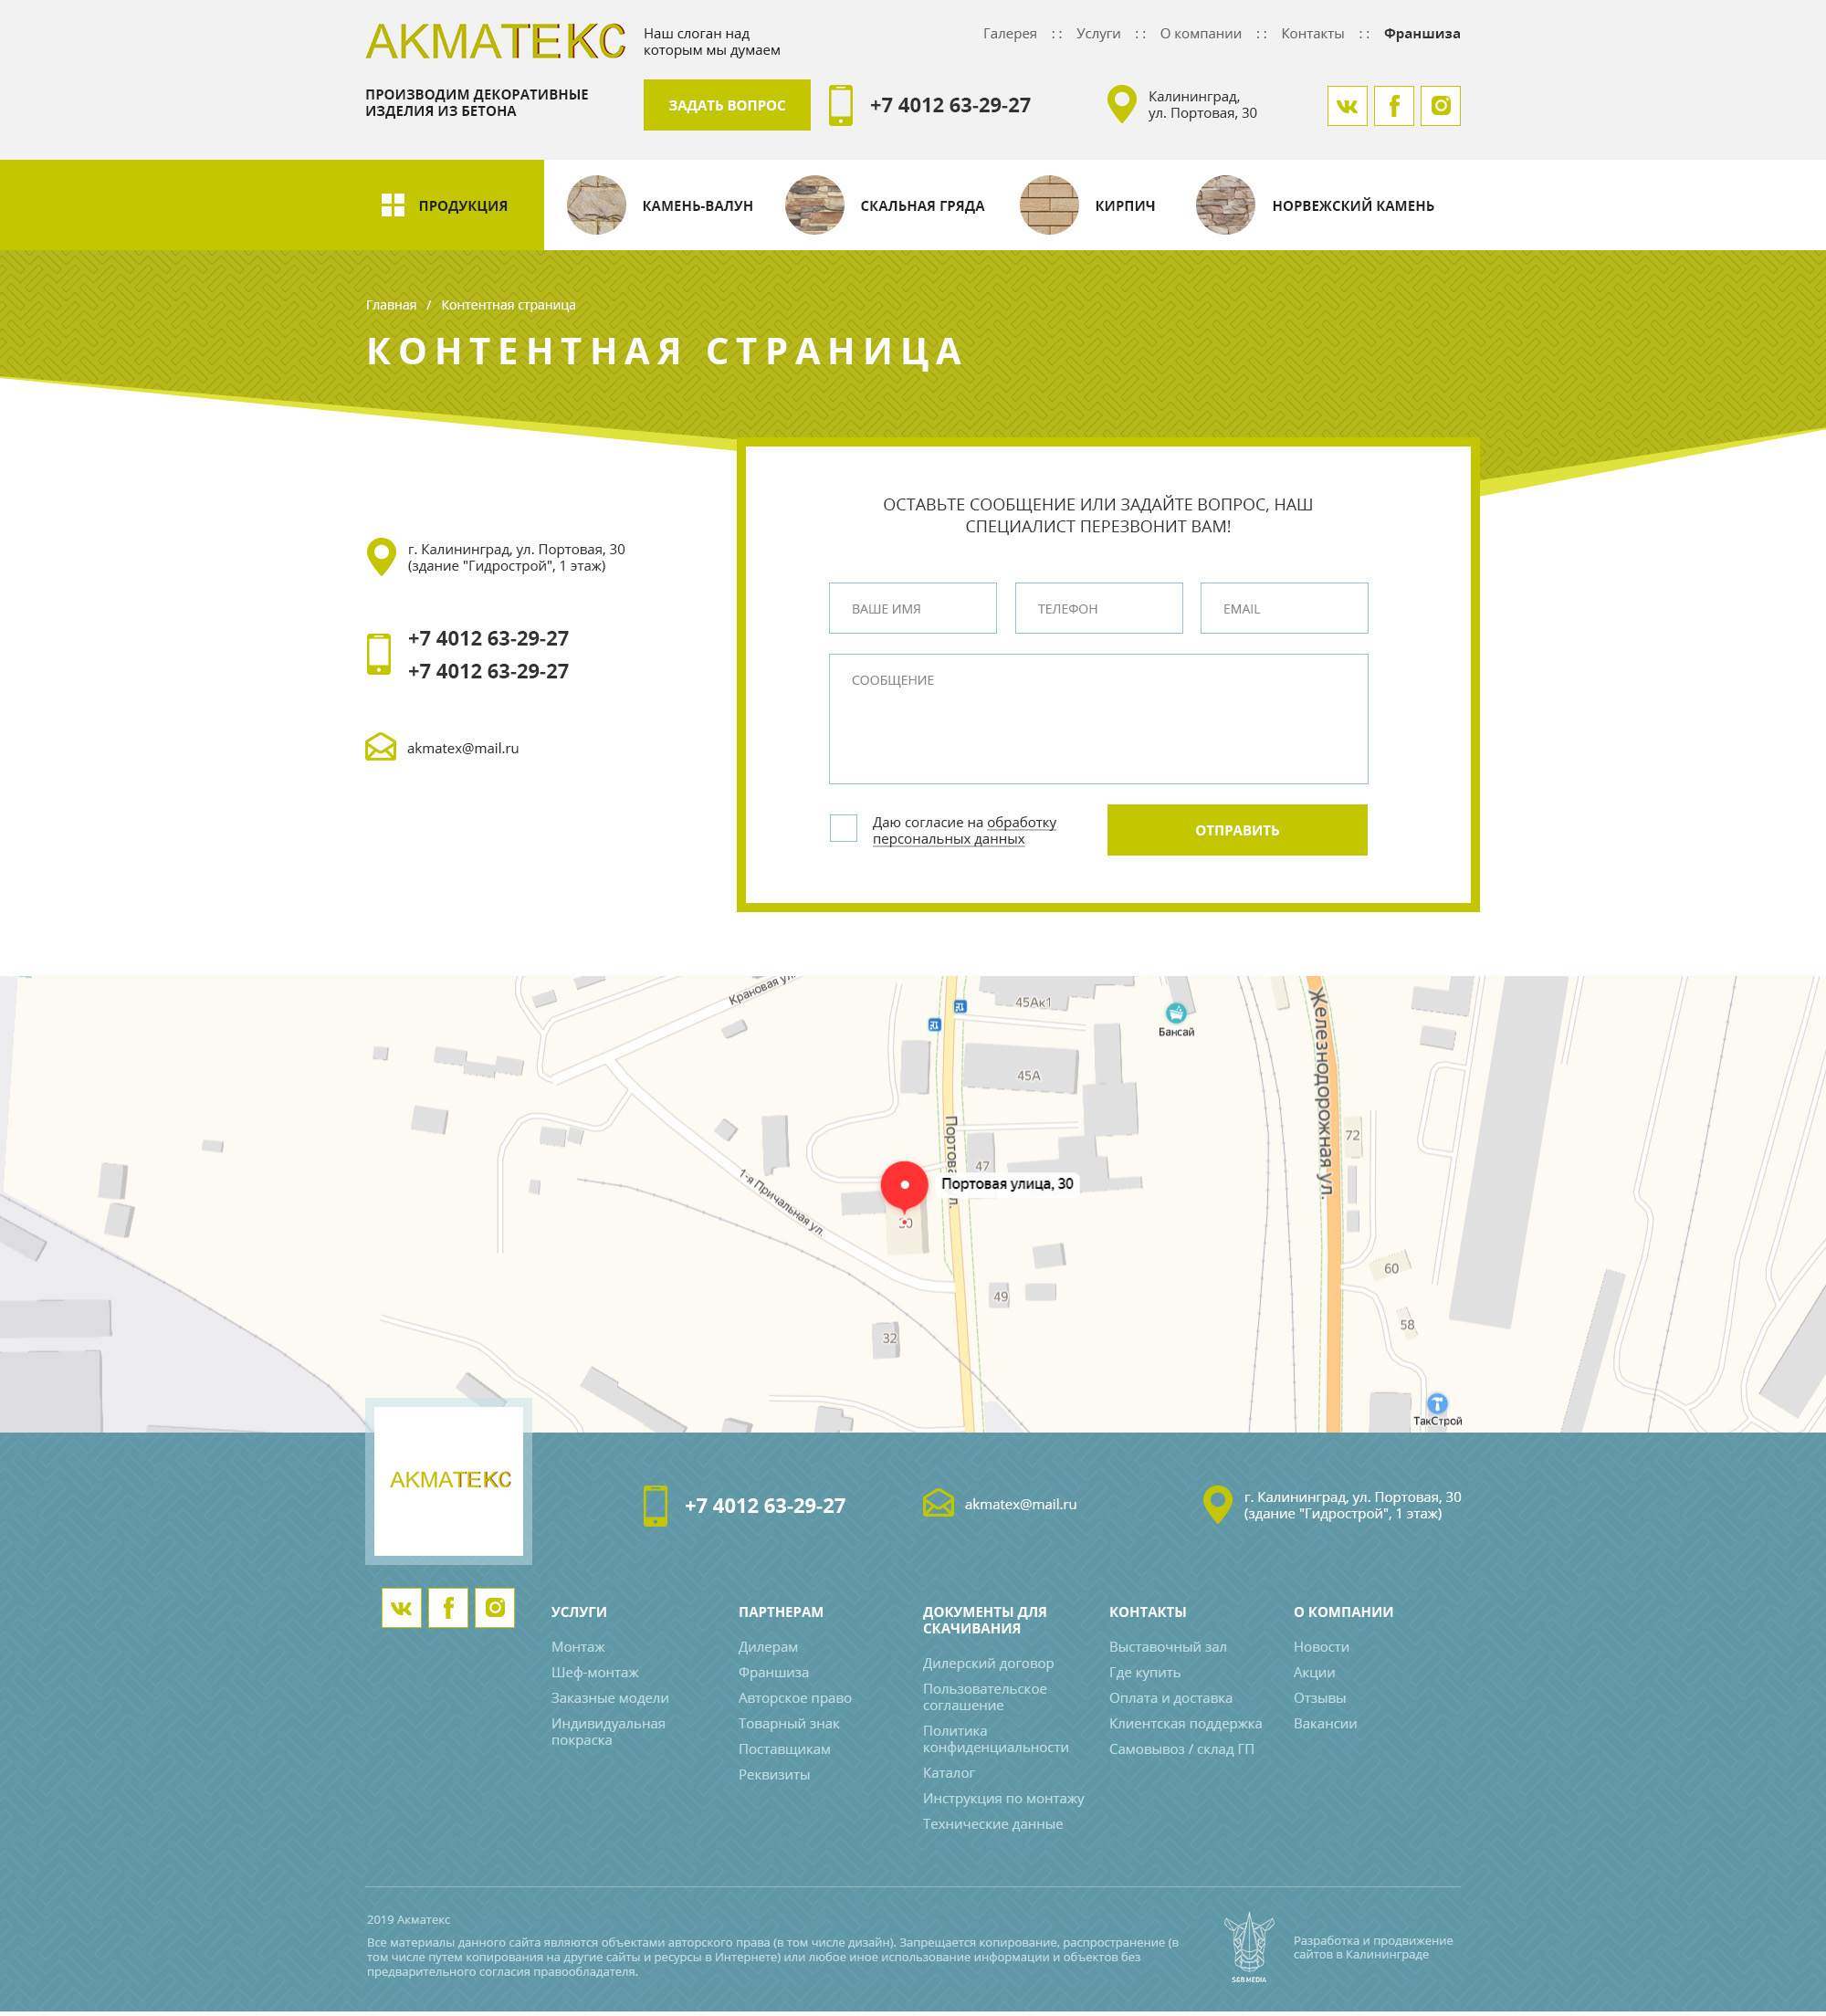 АКМАТЕКС
Наш слоган над
которым мы думаем
Галерея :: Услуги :: О компании :: Контакты :: Франшиза
ПРОИЗВОДИМ ДЕКОРАТИВНЫЕ
ИЗДЕЛИЯ ИЗ БЕТОНА
ЗАДАТЬ ВОПРОС
+7 4012 63-29-27
Калининград,
ул. Портовая, 30
ПРОДУКЦИЯ
КАМЕНЬ-ВАЛУН
СКАЛЬНАЯ ГРЯДА
КИРПИЧ
НОРВЕЖСКИЙ КАМЕНЬ
Главная / Контентная страница
КОНТЕНТНАЯ СТРАНИЦА
г. Калининград, ул. Портовая, 30
(здание "Гидрострой", 1 этаж)
+7 4012 63-29-27
+7 4012 63-29-27
akmatex@mail.ru
ОСТАВЬТЕ СООБЩЕНИЕ ИЛИ ЗАДАЙТЕ ВОПРОС, НАШ
СПЕЦИАЛИСТ ПЕРЕЗВОНИТ ВАМ!
ВАШЕ ИМЯ
ТЕЛЕФОН
EMAIL
СООБЩЕНИЕ
Даю согласие на обработку
персональных данных
ОТПРАВИТЬ
Крановая ул.
45Ак1
Бансай
45А
Железнодорожная ул.
72
47
Портовая ул.
Портовая улица, 30
1-я Причальная ул.
30
60
49
58
32
ТакСтрой
АКМАТЕКС
+7 4012 63-29-27
akmatex@mail.ru
г. Калининград, ул. Портовая, 30
(здание "Гидрострой", 1 этаж)
УСЛУГИ
Монтаж
Шеф-монтаж
Заказные модели
Индивидуальная
покраска
ПАРТНЕРАМ
Дилерам
Франшиза
Авторское право
Товарный знак
Поставщикам
Реквизиты
ДОКУМЕНТЫ ДЛЯ
СКАЧИВАНИЯ
Дилерский договор
Пользовательское
соглашение
Политика
конфиденциальности
Каталог
Инструкция по монтажу
Технические данные
КОНТАКТЫ
Выставочный зал
Где купить
Оплата и доставка
Клиентская поддержка
Самовывоз / склад ГП
О КОМПАНИИ
Новости
Акции
Отзывы
Вакансии
2019 Акматекс
Все материалы данного сайта являются объектами авторского права (в том числе дизайн). Запрещается копирование, распространение (в
том числе путем копирования на другие сайты и ресурсы в Интернете) или любое иное использование информации и объектов без
предварительного согласия правообладателя.
S&B MEDIA
Разработка и продвижение
сайтов в Калининграде